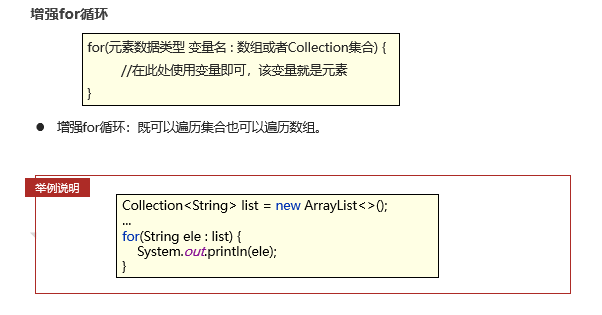 增强for循环
for(元素数据类型 变量名 : 数组或者Collection集合) {
//在此处使用变量即可，该变量就是元素
}
● 增强for循环：既可以遍历集合也可以遍历数组。
举例说明
Collection<String> list = new ArrayList<>();
...
for(String ele : list) {
System.out.println(ele);
}